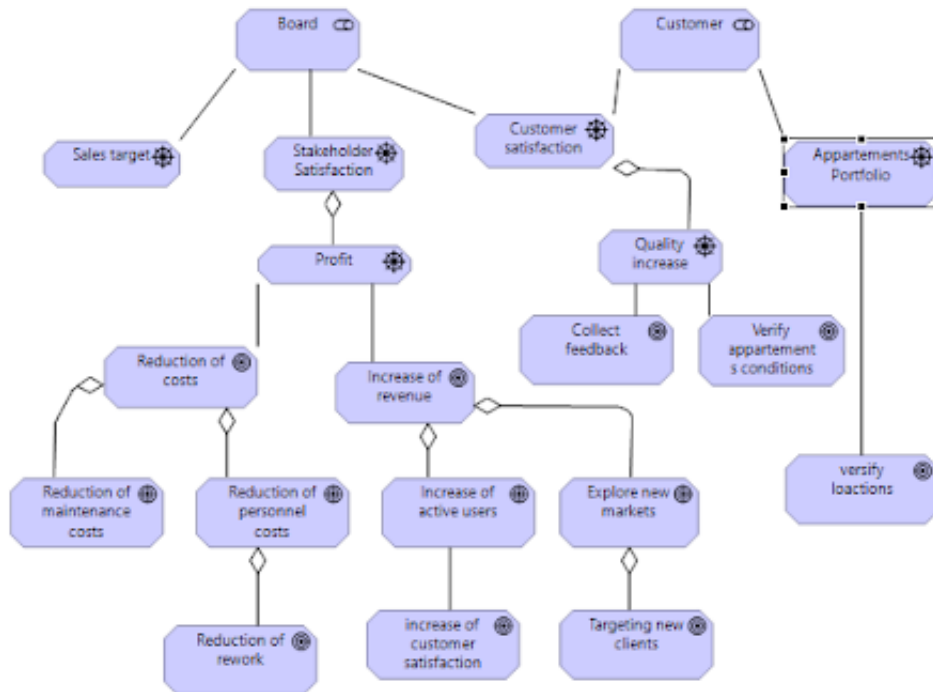 Board
Customer
Sales target
Stakeholder
Satisfaction
Customer
satisfaction
Appartements
Portfolio
Profit
Quality
increase
Collect
feedback
Verify
appartement
s conditions
Reduction of
costs
Increase of
revenue
Reduction of
maintenance
costs
Reduction of
personnel
costs
Increase of
active users
Explore new
markets
versify
loactions
Reduction of
rework
increase of
customer
satisfaction
Targeting new
clients